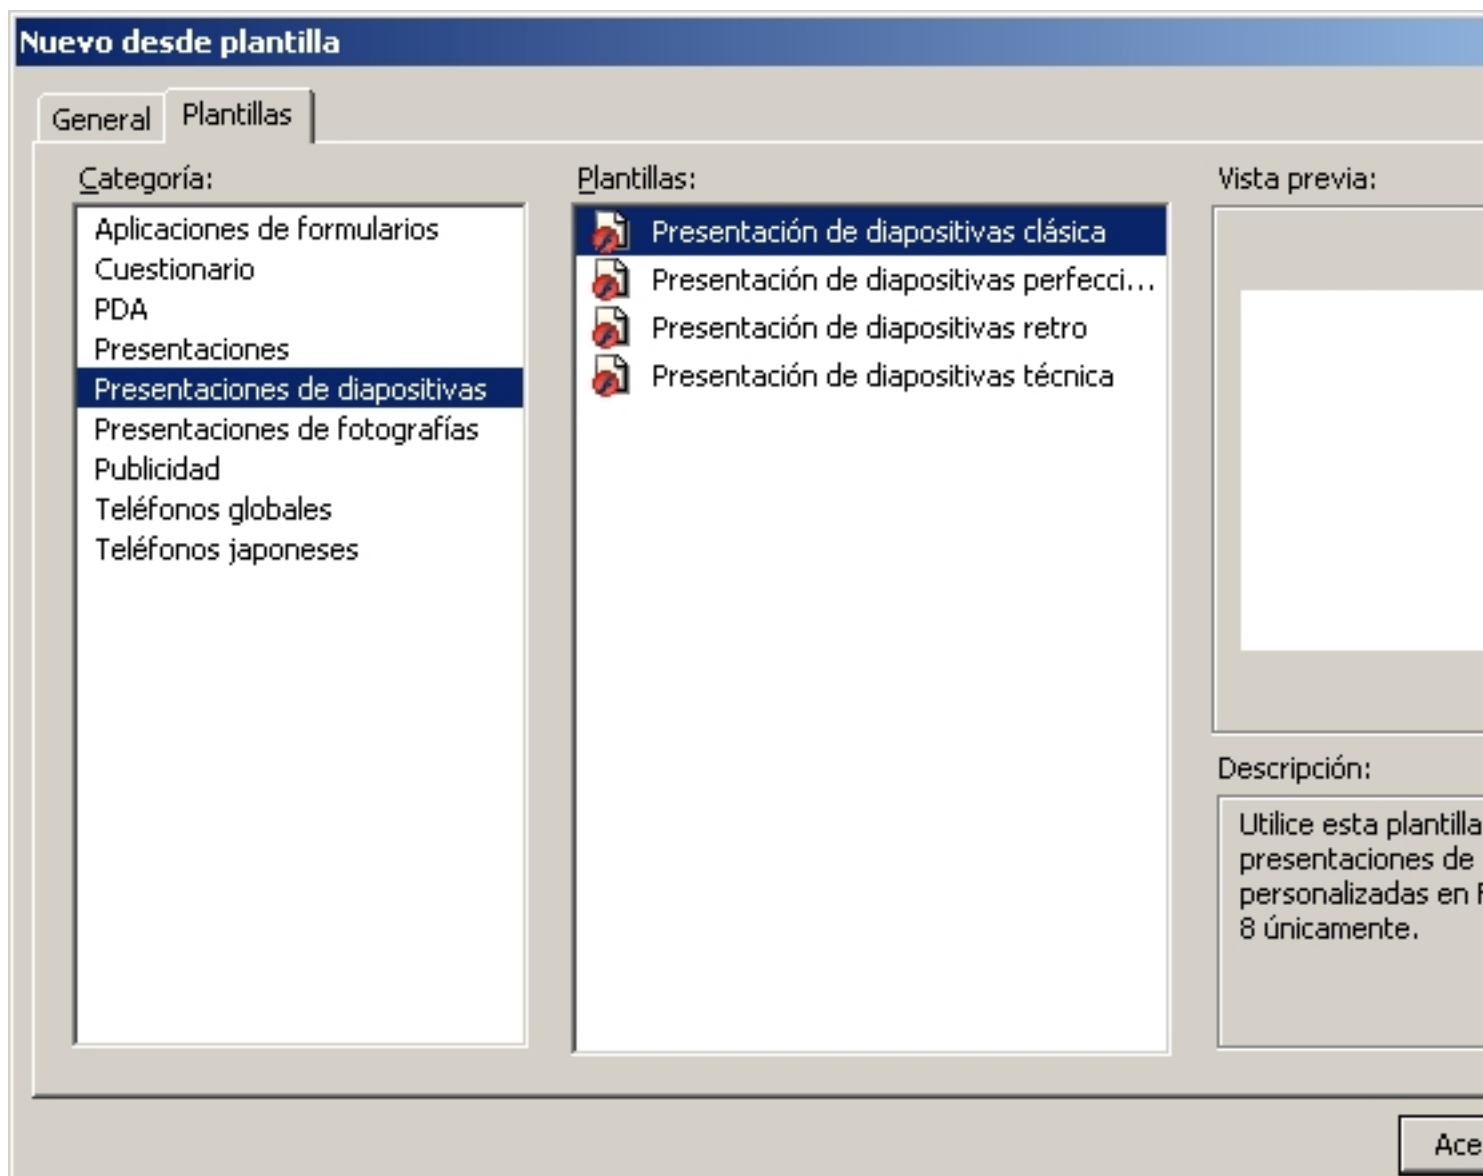 Nuevo desde plantilla
General
Plantillas
Categoría:
Aplicaciones de formularios
Cuestionario
PDA
Presentaciones
Presentaciones de diapositivas
Presentaciones de fotografías
Publicidad
Teléfonos globales
Teléfonos japoneses
Plantillas:
Presentación de diapositivas clásica
Presentación de diapositivas perfecci...
Presentación de diapositivas retro
Presentación de diapositivas técnica
Vista previa:
Descripción:
Utilice esta plantilla
presentaciones de
personalizadas en
8 únicamente.
Ace